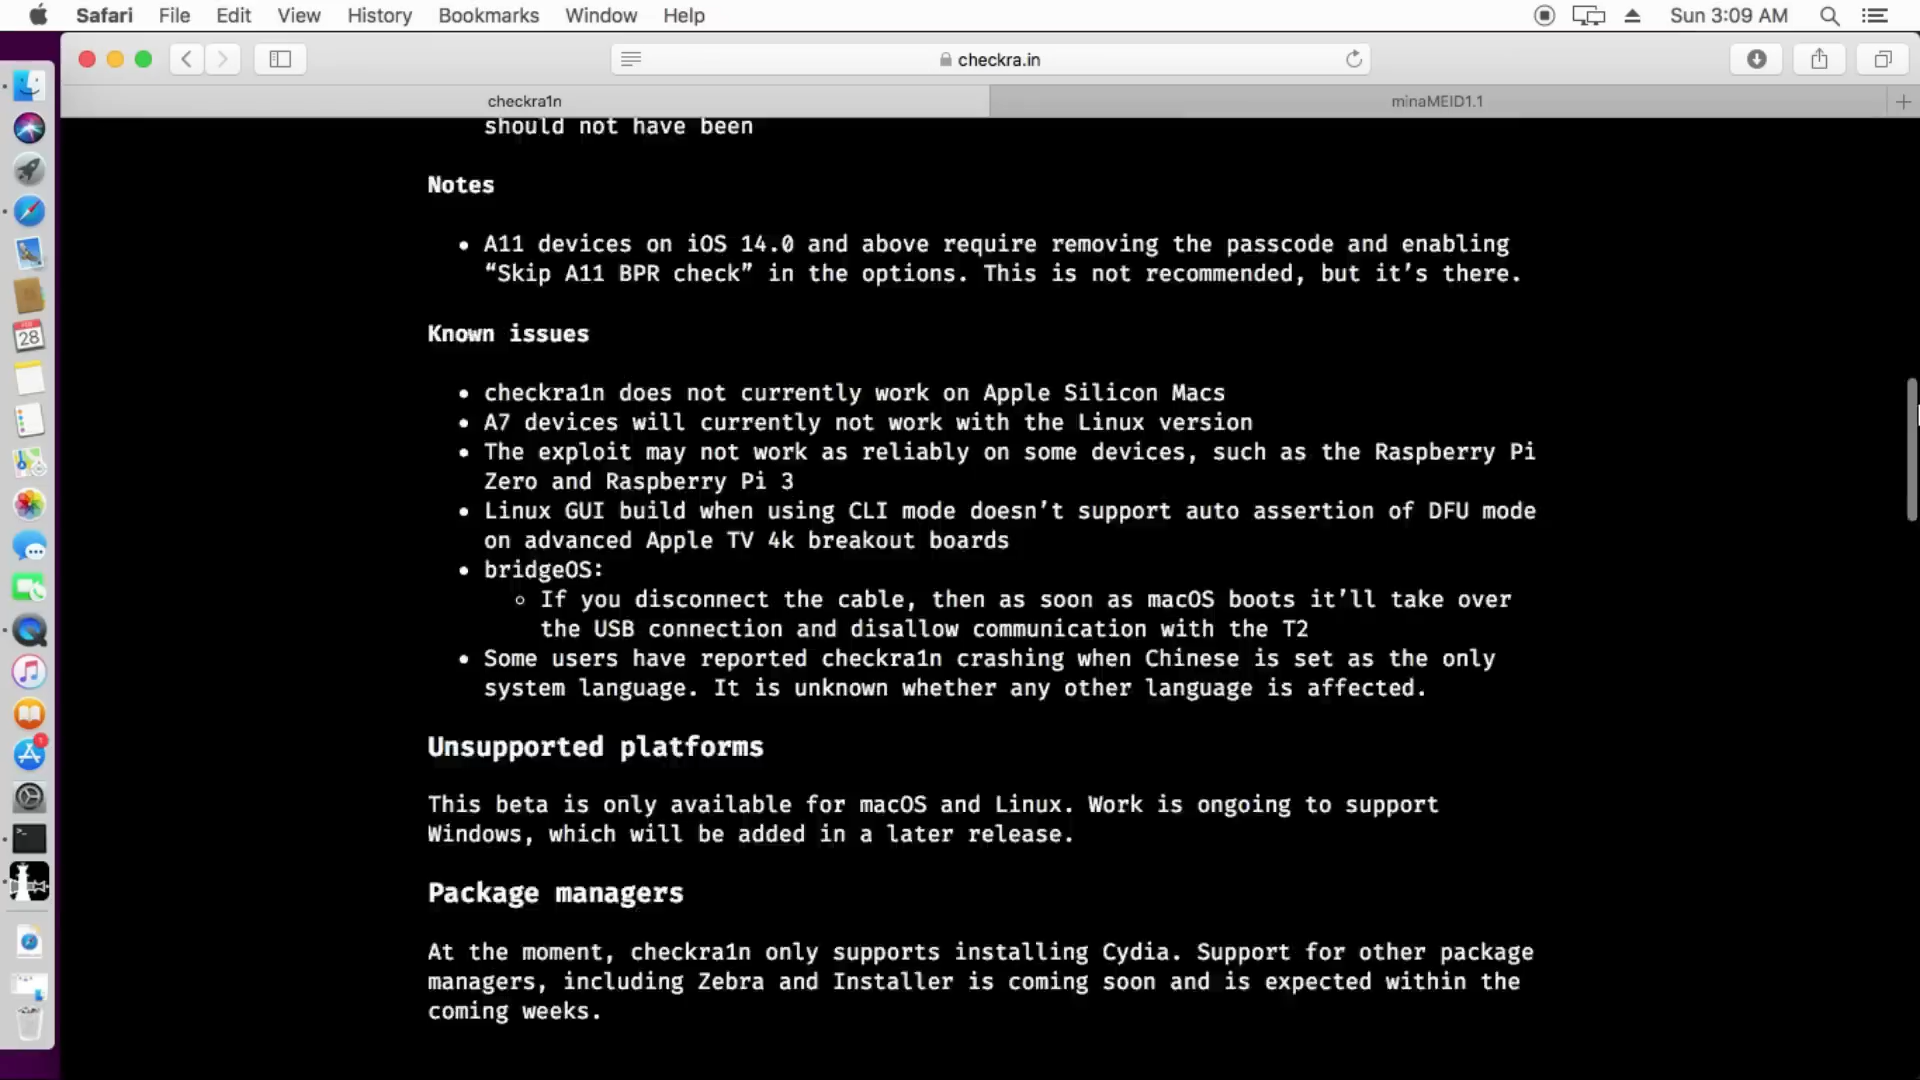 Safari File Edit View History Bookmarks Window Help Sun 3:09 AM
checkra.in
checkra1n minaMEID1.1
should not have been
Notes
• A11 devices on iOS 14.0 and above require removing the passcode and enabling
“Skip A11 BPR check” in the options. This is not recommended, but it’s there.
Known issues
• checkra1n does not currently work on Apple Silicon Macs
• A7 devices will currently not work with the Linux version
• The exploit may not work as reliably on some devices, such as the Raspberry Pi
Zero and Raspberry Pi 3
• Linux GUI build when using CLI mode doesn’t support auto assertion of DFU mode
on advanced Apple TV 4k breakout boards
• bridgeOS:
◦ If you disconnect the cable, then as soon as macOS boots it’ll take over
the USB connection and disallow communication with the T2
• Some users have reported checkra1n crashing when Chinese is set as the only
system language. It is unknown whether any other language is affected.
Unsupported platforms
This beta is only available for macOS and Linux. Work is ongoing to support
Windows, which will be added in a later release.
Package managers
At the moment, checkra1n only supports installing Cydia. Support for other package
managers, including Zebra and Installer is coming soon and is expected within the
coming weeks.
28